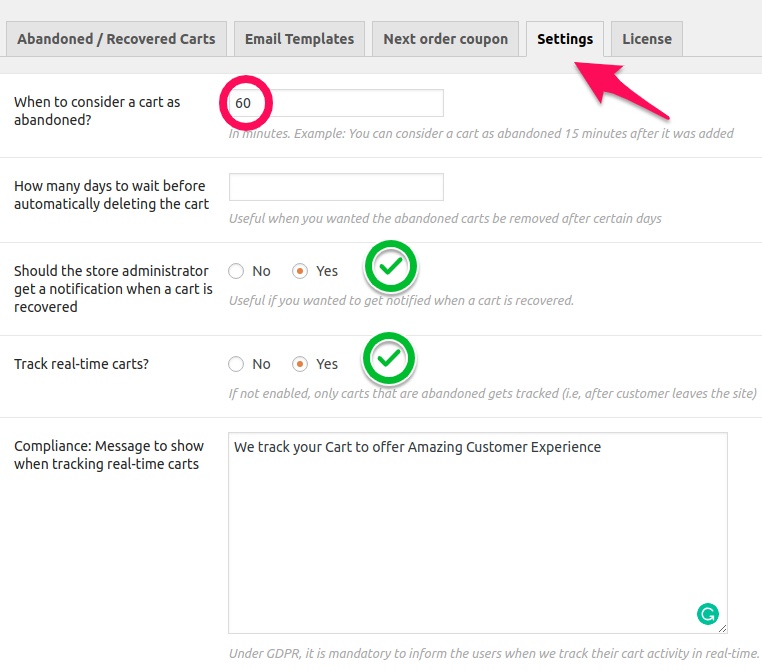 Abandoned / Recovered Carts Email Templates Next order coupon Settings License
When to consider a cart as
abandoned?
60
In minutes. Example: You can consider a cart as abandoned 15 minutes after it was added
How many days to wait before
automatically deleting the cart
Useful when you wanted the abandoned carts be removed after certain days
Should the store administrator
get a notification when a cart is
recovered
No Yes
Useful if you wanted to get notified when a cart is recovered.
Track real-time carts?
No Yes
If not enabled, only carts that are abandoned gets tracked (i.e, after customer leaves the site)
Compliance: Message to show
when tracking real-time carts
We track your Cart to offer Amazing Customer Experience
Under GDPR, it is mandatory to inform the users when we track their cart activity in real-time.